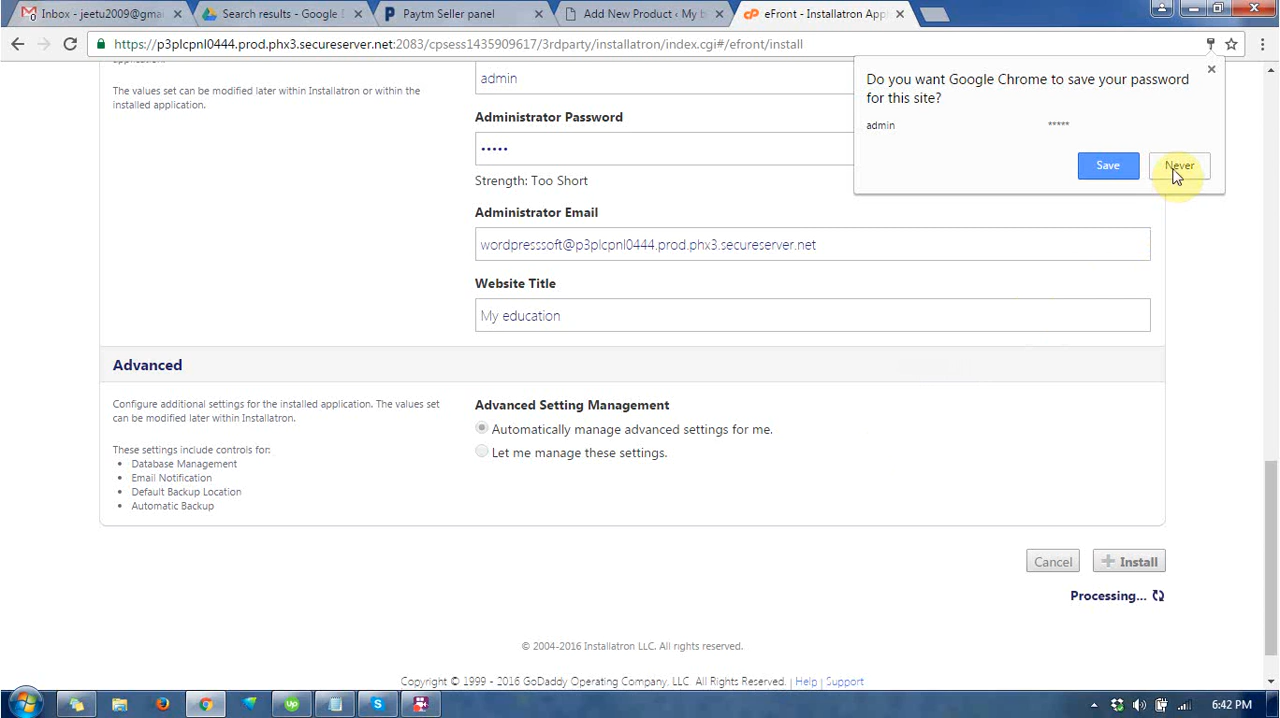 Inbox - jeetu2009@gma
Search results - Google
Paytm Seller panel
Add New Product ‹ My b
eFront - Installatron App
https://p3plcpnl0444.prod.phx3.secureserver.net:2083/cpsess1435909617/3rdparty/installatron/index.cgi#/efront/install
Do you want Google Chrome to save your password
for this site?
admin *****
Save Never
application.
The values set can be modified later within Installatron or within the
installed application.
admin
Administrator Password
•••••
Strength: Too Short
Administrator Email
wordpresssoft@p3plcpnl0444.prod.phx3.secureserver.net
Website Title
My education
Advanced
Configure additional settings for the installed application. The values set
can be modified later within Installatron.
These settings include controls for:
• Database Management
• Email Notification
• Default Backup Location
• Automatic Backup
Advanced Setting Management
Automatically manage advanced settings for me.
Let me manage these settings.
Cancel + Install
Processing...
© 2004-2016 Installatron LLC. All rights reserved.
Copyright © 1999 - 2016 GoDaddy Operating Company, LLC. All Rights Reserved. | Help | Support
6:42 PM